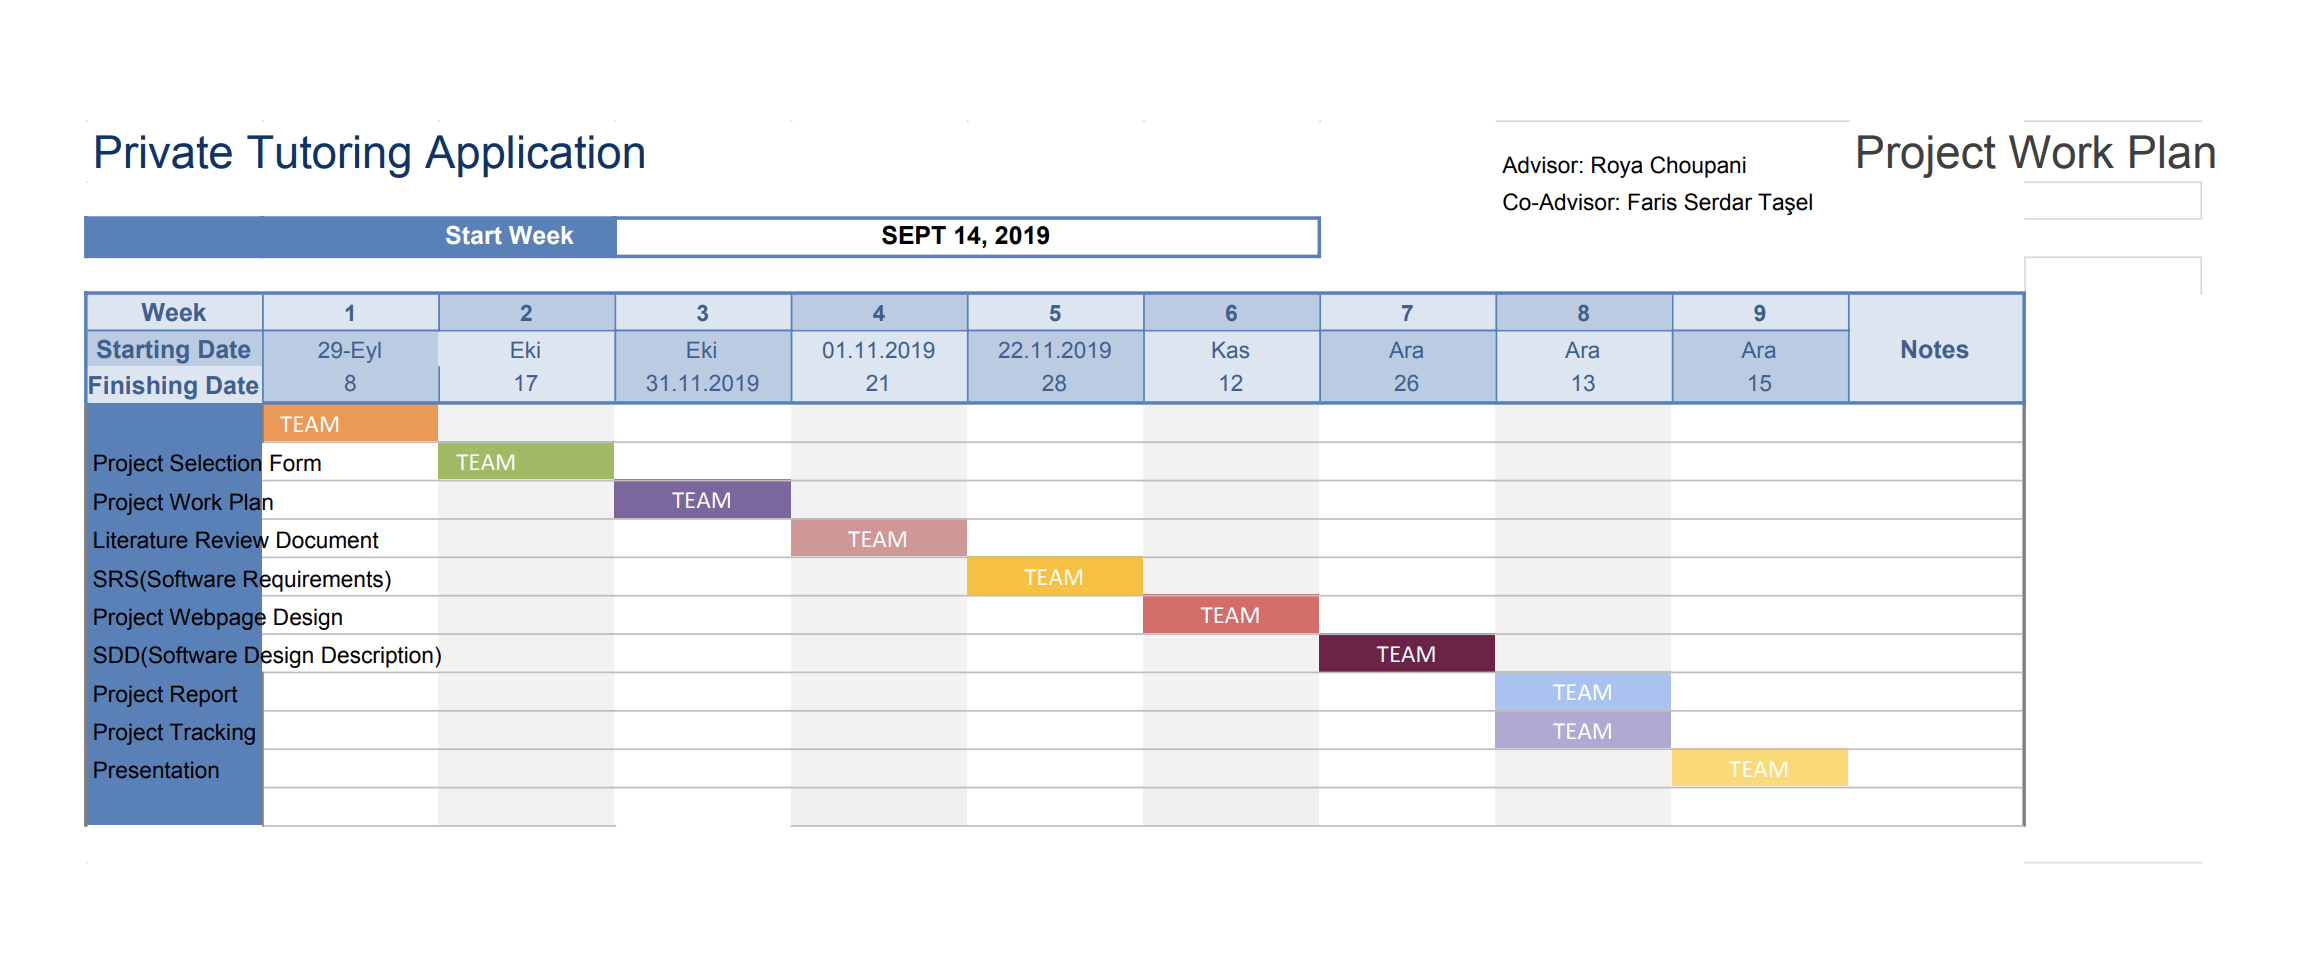 Private Tutoring Application
Project Work Plan
Advisor: Roya Choupani
Co-Advisor: Faris Serdar Taşel
Start Week SEPT 14, 2019
Week 1 2 3 4 5 6 7 8 9 Notes
Starting Date 29-Eyl Eki Eki 01.11.2019 22.11.2019 Kas Ara Ara Ara
Finishing Date 8 17 31.11.2019 21 28 12 26 13 15
TEAM
Project Selection Form TEAM
Project Work Plan TEAM
Literature Review Document TEAM
SRS(Software Requirements) TEAM
Project Webpage Design TEAM
SDD(Software Design Description) TEAM
Project Report TEAM
Project Tracking TEAM
Presentation TEAM